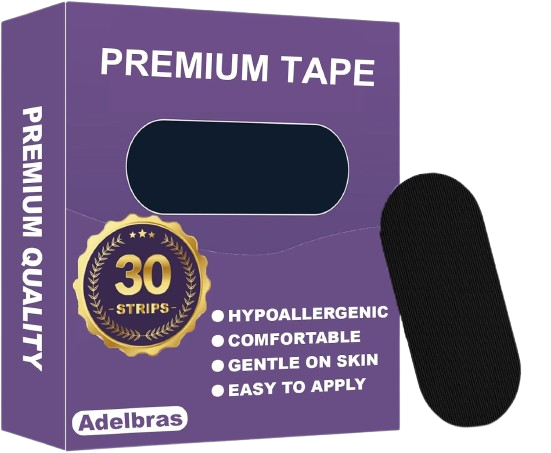 PREMIUM TAPE
PREMIUM QUALITY
30
STRIPS
HYPOALLERGENIC
COMFORTABLE
GENTLE ON SKIN
EASY TO APPLY
Adelbras